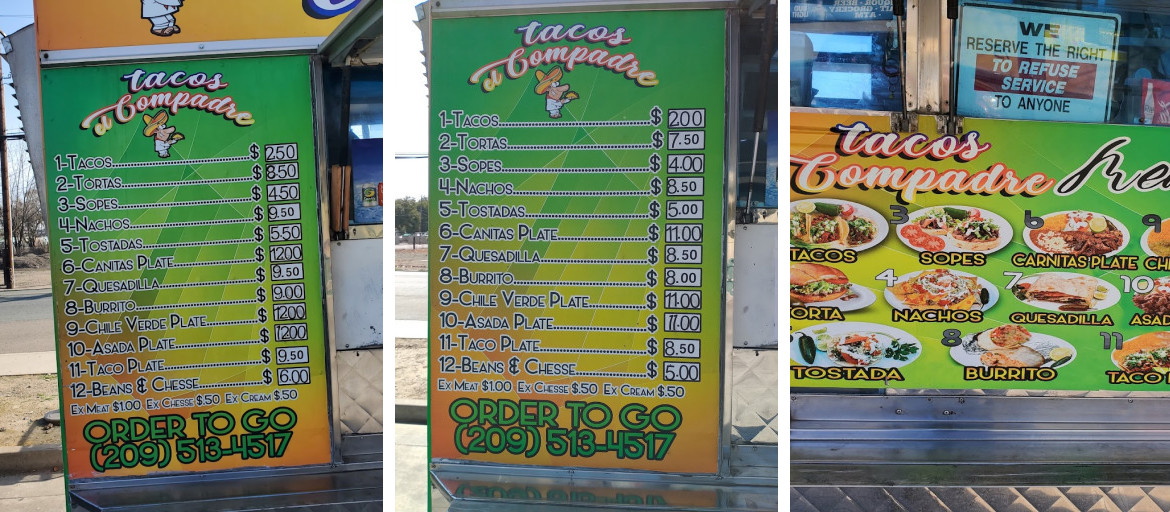 tacos
el Compadre
1-Tacos $ 2.50
2-Tortas $ 8.50
3-Sopes $ 4.50
4-Nachos $ 9.50
5-Tostadas $ 5.50
6-Canitas Plate $ 1200
7-Quesadilla $ 9.50
8-Burrito $ 9.00
9-Chile Verde Plate $ 1200
10-Asada Plate $ 1200
11-Taco Plate $ 9.50
12-Beans & Chesse $ 6.00
Ex Meat $1.00 Ex Chesse $.50 Ex Cream $.50
ORDER TO GO
(209) 513-4517
tacos
el Compadre
1-Tacos $ 2.00
2-Tortas $ 7.50
3-Sopes $ 4.00
4-Nachos $ 8.50
5-Tostadas $ 5.00
6-Canitas Plate $ 11.00
7-Quesadilla $ 8.50
8-Burrito $ 8.00
9-Chile Verde Plate $ 11.00
10-Asada Plate $ 11.00
11-Taco Plate $ 8.50
12-Beans & Chesse $ 5.00
Ex Meat $1.00 Ex Chesse $.50 Ex Cream $.50
ORDER TO GO
(209) 513-4517
WE
RESERVE THE RIGHT
TO REFUSE
SERVICE
TO ANYONE
tacos
Compadre
3 6 9
TACOS SOPES CARNITAS PLATE
4 7 10
NACHOS QUESADILLA
8 11
TOSTADA BURRITO